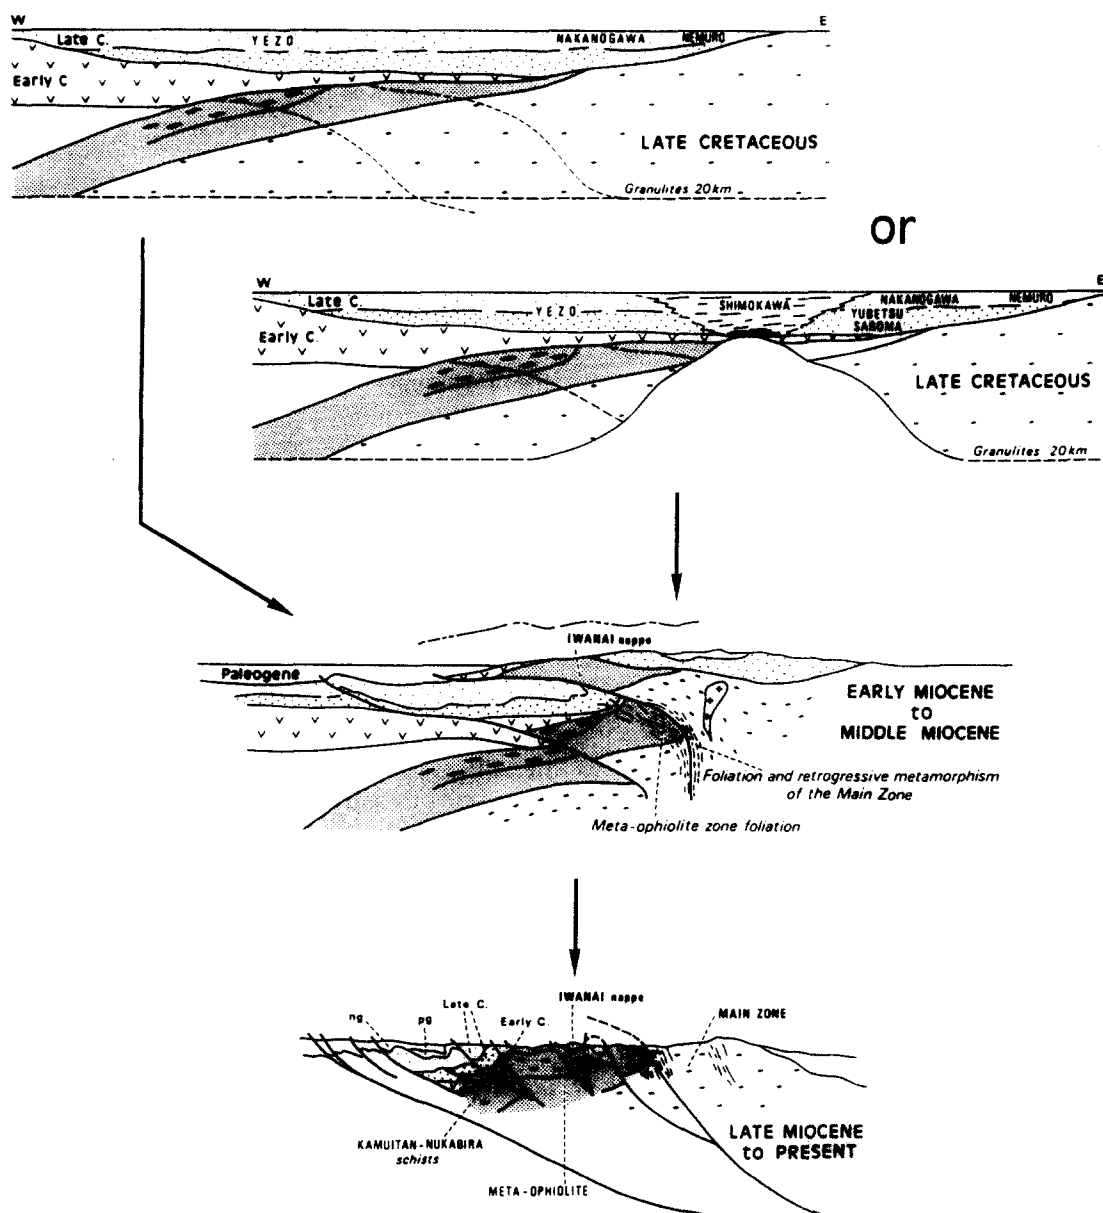 W
E
Late C.
YEZO
NAKANOGAWA
NEMURO
Early C
LATE CRETACEOUS
Granulites 20km
or
W
E
Late C.
YEZO
SHIMOKAWA
NAKANOGAWA
NEMURO
YUBETSU
SAROMA
Early C.
LATE CRETACEOUS
Granulites 20km
IWANAI nappe
Paleogene
EARLY MIOCENE
to
MIDDLE MIOCENE
Foliation and retrogressive metamorphism
of the Main Zone
Meta-ophiolite zone foliation
IWANAI nappe
Late C.
ng
pg
Early C.
MAIN ZONE
KAMUITAN-NUKABIRA
schists
META-OPHIOLITE
LATE MIOCENE
to PRESENT